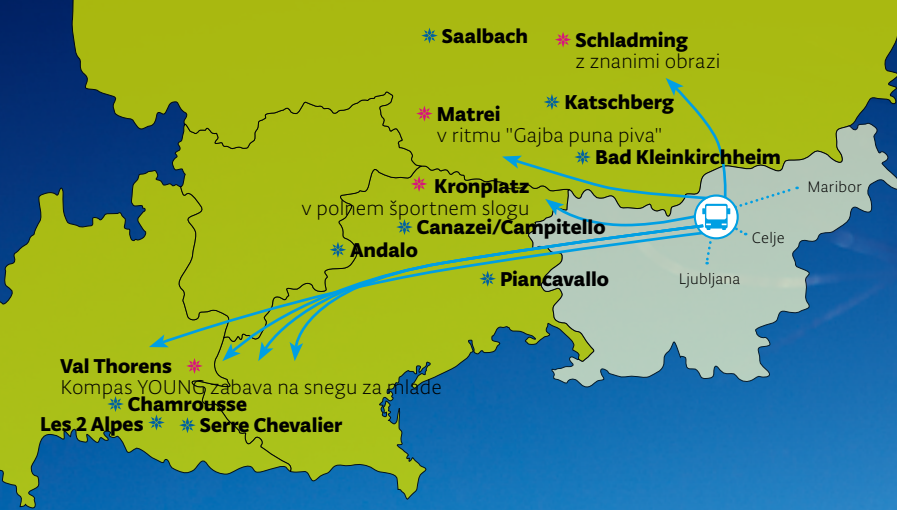 Saalbach
Schladming
z znanimi obrazi
Katschberg
Matrei
v ritmu "Gajba puna piva"
Bad Kleinkirchheim
Kronplatz
v polnem športnem slogu
Maribor
Canazei/Campitello
Celje
Andalo
Piancavallo
Ljubljana
Val Thorens
Kompas YOUNG zabava na snegu za mlade
Chamrousse
Les 2 Alpes
Serre Chevalier